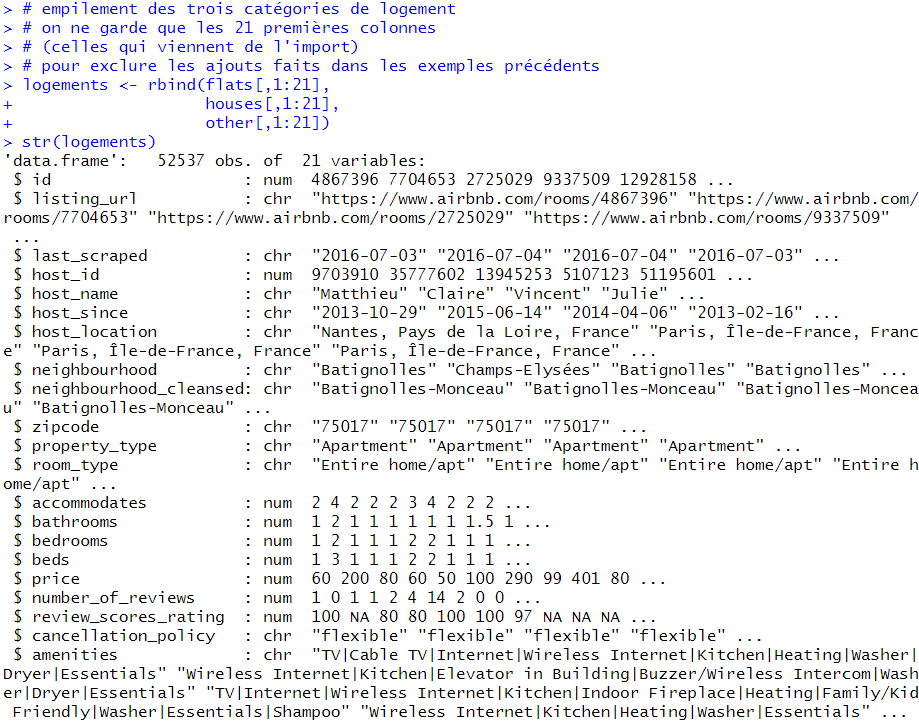 > # empilement des trois catégories de logement
> # on ne garde que les 21 premières colonnes
> # (celles qui viennent de l'import)
> # pour exclure les ajouts faits dans les exemples précédents
> logements <- rbind(flats[,1:21],
+                    houses[,1:21],
+                    other[,1:21])
> str(logements)
'data.frame':   52537 obs. of  21 variables:
 $ id                    : num  4867396 7704653 2725029 9337509 12928158 ...
 $ listing_url           : chr  "https://www.airbnb.com/rooms/4867396" "https://www.airbnb.com/
rooms/7704653" "https://www.airbnb.com/rooms/2725029" "https://www.airbnb.com/rooms/9337509"
 ...
 $ last_scraped          : chr  "2016-07-03" "2016-07-04" "2016-07-04" "2016-07-03" ...
 $ host_id               : num  9703910 35777602 13945253 5107123 51195601 ...
 $ host_name             : chr  "Matthieu" "Claire" "Vincent" "Julie" ...
 $ host_since            : chr  "2013-10-29" "2015-06-14" "2014-04-06" "2013-02-16" ...
 $ host_location         : chr  "Nantes, Pays de la Loire, France" "Paris, Île-de-France, Franc
e" "Paris, Île-de-France, France" "Paris, Île-de-France, France" ...
 $ neighbourhood         : chr  "Batignolles" "Champs-Elysées" "Batignolles" "Batignolles" ...
 $ neighbourhood_cleansed: chr  "Batignolles-Monceau" "Batignolles-Monceau" "Batignolles-Moncea
u" "Batignolles-Monceau" ...
 $ zipcode               : chr  "75017" "75017" "75017" "75017" ...
 $ property_type         : chr  "Apartment" "Apartment" "Apartment" "Apartment" ...
 $ room_type             : chr  "Entire home/apt" "Entire home/apt" "Entire home/apt" "Entire h
ome/apt" ...
 $ accommodates          : num  2 4 2 2 2 3 4 2 2 2 ...
 $ bathrooms             : num  1 2 1 1 1 1 1 1 1.5 1 ...
 $ bedrooms              : num  1 2 1 1 1 2 2 1 1 1 ...
 $ beds                  : num  1 3 1 1 1 2 2 1 1 1 ...
 $ price                 : num  60 200 80 60 50 100 290 99 401 80 ...
 $ number_of_reviews     : num  1 0 1 1 2 4 14 2 0 0 ...
 $ review_scores_rating  : num  100 NA 80 80 100 100 97 NA NA NA ...
 $ cancellation_policy   : chr  "flexible" "flexible" "flexible" "flexible" ...
 $ amenities             : chr  "TV|Cable TV|Internet|Wireless Internet|Kitchen|Heating|Washer|
Dryer|Essentials" "Wireless Internet|Kitchen|Elevator in Building|Buzzer/Wireless Intercom|Wash
er|Dryer|Essentials" "TV|Internet|Wireless Internet|Kitchen|Indoor Fireplace|Heating|Family/Kid
 Friendly|Washer|Essentials|Shampoo" "Wireless Internet|Kitchen|Heating|Washer|Essentials" ...